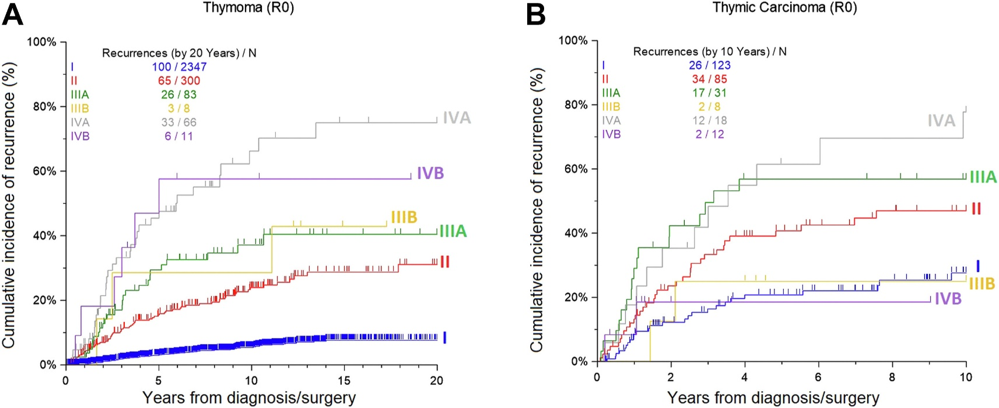 A
Thymoma (R0)
Cumulative incidence of recurrence (%)
100%
80%
60%
40%
20%
0%
Recurrences (by 20 Years) / N
I 100 / 2347
II 65 / 300
IIIA 26 / 83
IIIB 3 / 8
IVA 33 / 66
IVB 6 / 11
IVA
IVB
IIIB
IIIA
II
I
0 5 10 15 20
Years from diagnosis/surgery
B
Thymic Carcinoma (R0)
Cumulative incidence of recurrence (%)
100%
80%
60%
40%
20%
0%
Recurrences (by 10 Years) / N
I 26 / 123
II 34 / 85
IIIA 17 / 31
IIIB 2 / 8
IVA 12 / 18
IVB 2 / 12
IVA
IIIA
II
I
IIIB
IVB
0 2 4 6 8 10
Years from diagnosis/surgery